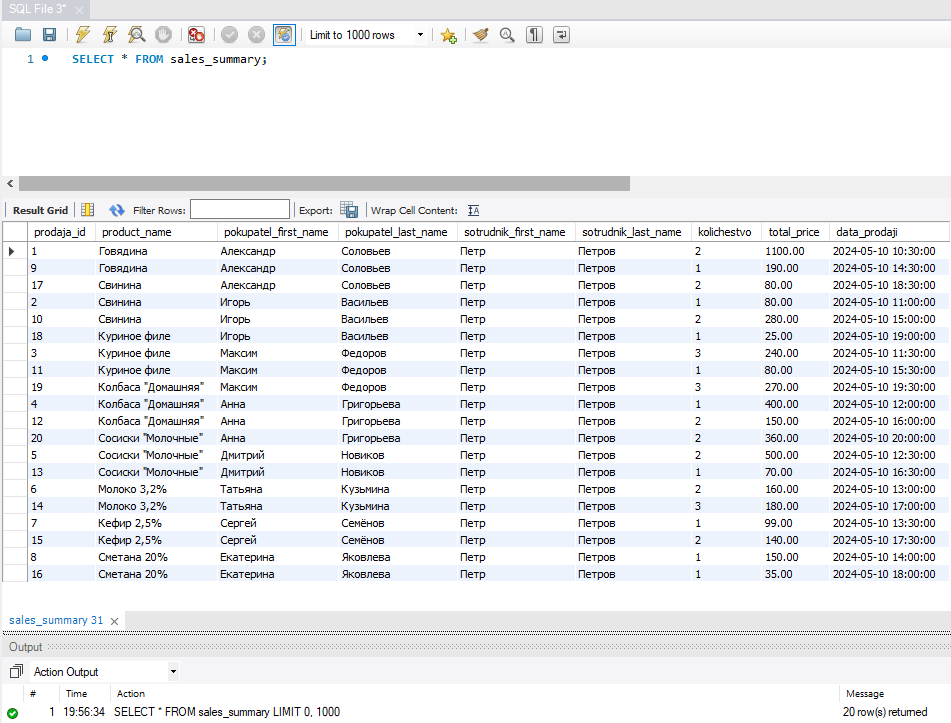 SQL File 3*
Limit to 1000 rows
1 SELECT * FROM sales_summary;
Result Grid Filter Rows: Export: Wrap Cell Content:
prodaja_id product_name pokupatel_first_name pokupatel_last_name sotrudnik_first_name sotrudnik_last_name kolichestvo total_price data_prodaji
1 Говядина Александр Соловьев Петр Петров 2 1100.00 2024-05-10 10:30:00
9 Говядина Александр Соловьев Петр Петров 1 190.00 2024-05-10 14:30:00
17 Свинина Александр Соловьев Петр Петров 2 80.00 2024-05-10 18:30:00
2 Свинина Игорь Васильев Петр Петров 1 80.00 2024-05-10 11:00:00
10 Свинина Игорь Васильев Петр Петров 2 280.00 2024-05-10 15:00:00
18 Куриное филе Игорь Васильев Петр Петров 1 25.00 2024-05-10 19:00:00
3 Куриное филе Максим Федоров Петр Петров 3 240.00 2024-05-10 11:30:00
11 Куриное филе Максим Федоров Петр Петров 1 80.00 2024-05-10 15:30:00
19 Колбаса "Домашняя" Максим Федоров Петр Петров 3 270.00 2024-05-10 19:30:00
4 Колбаса "Домашняя" Анна Григорьева Петр Петров 1 400.00 2024-05-10 12:00:00
12 Колбаса "Домашняя" Анна Григорьева Петр Петров 2 150.00 2024-05-10 16:00:00
20 Сосиски "Молочные" Анна Григорьева Петр Петров 2 360.00 2024-05-10 20:00:00
5 Сосиски "Молочные" Дмитрий Новиков Петр Петров 2 500.00 2024-05-10 12:30:00
13 Сосиски "Молочные" Дмитрий Новиков Петр Петров 1 70.00 2024-05-10 16:30:00
6 Молоко 3,2% Татьяна Кузьмина Петр Петров 2 160.00 2024-05-10 13:00:00
14 Молоко 3,2% Татьяна Кузьмина Петр Петров 3 180.00 2024-05-10 17:00:00
7 Кефир 2,5% Сергей Семёнов Петр Петров 1 99.00 2024-05-10 13:30:00
15 Кефир 2,5% Сергей Семёнов Петр Петров 2 140.00 2024-05-10 17:30:00
8 Сметана 20% Екатерина Яковлева Петр Петров 1 150.00 2024-05-10 14:00:00
16 Сметана 20% Екатерина Яковлева Петр Петров 1 35.00 2024-05-10 18:00:00
sales_summary 31
Output
Action Output
# Time Action Message
1 19:56:34 SELECT * FROM sales_summary LIMIT 0, 1000 20 row(s) returned